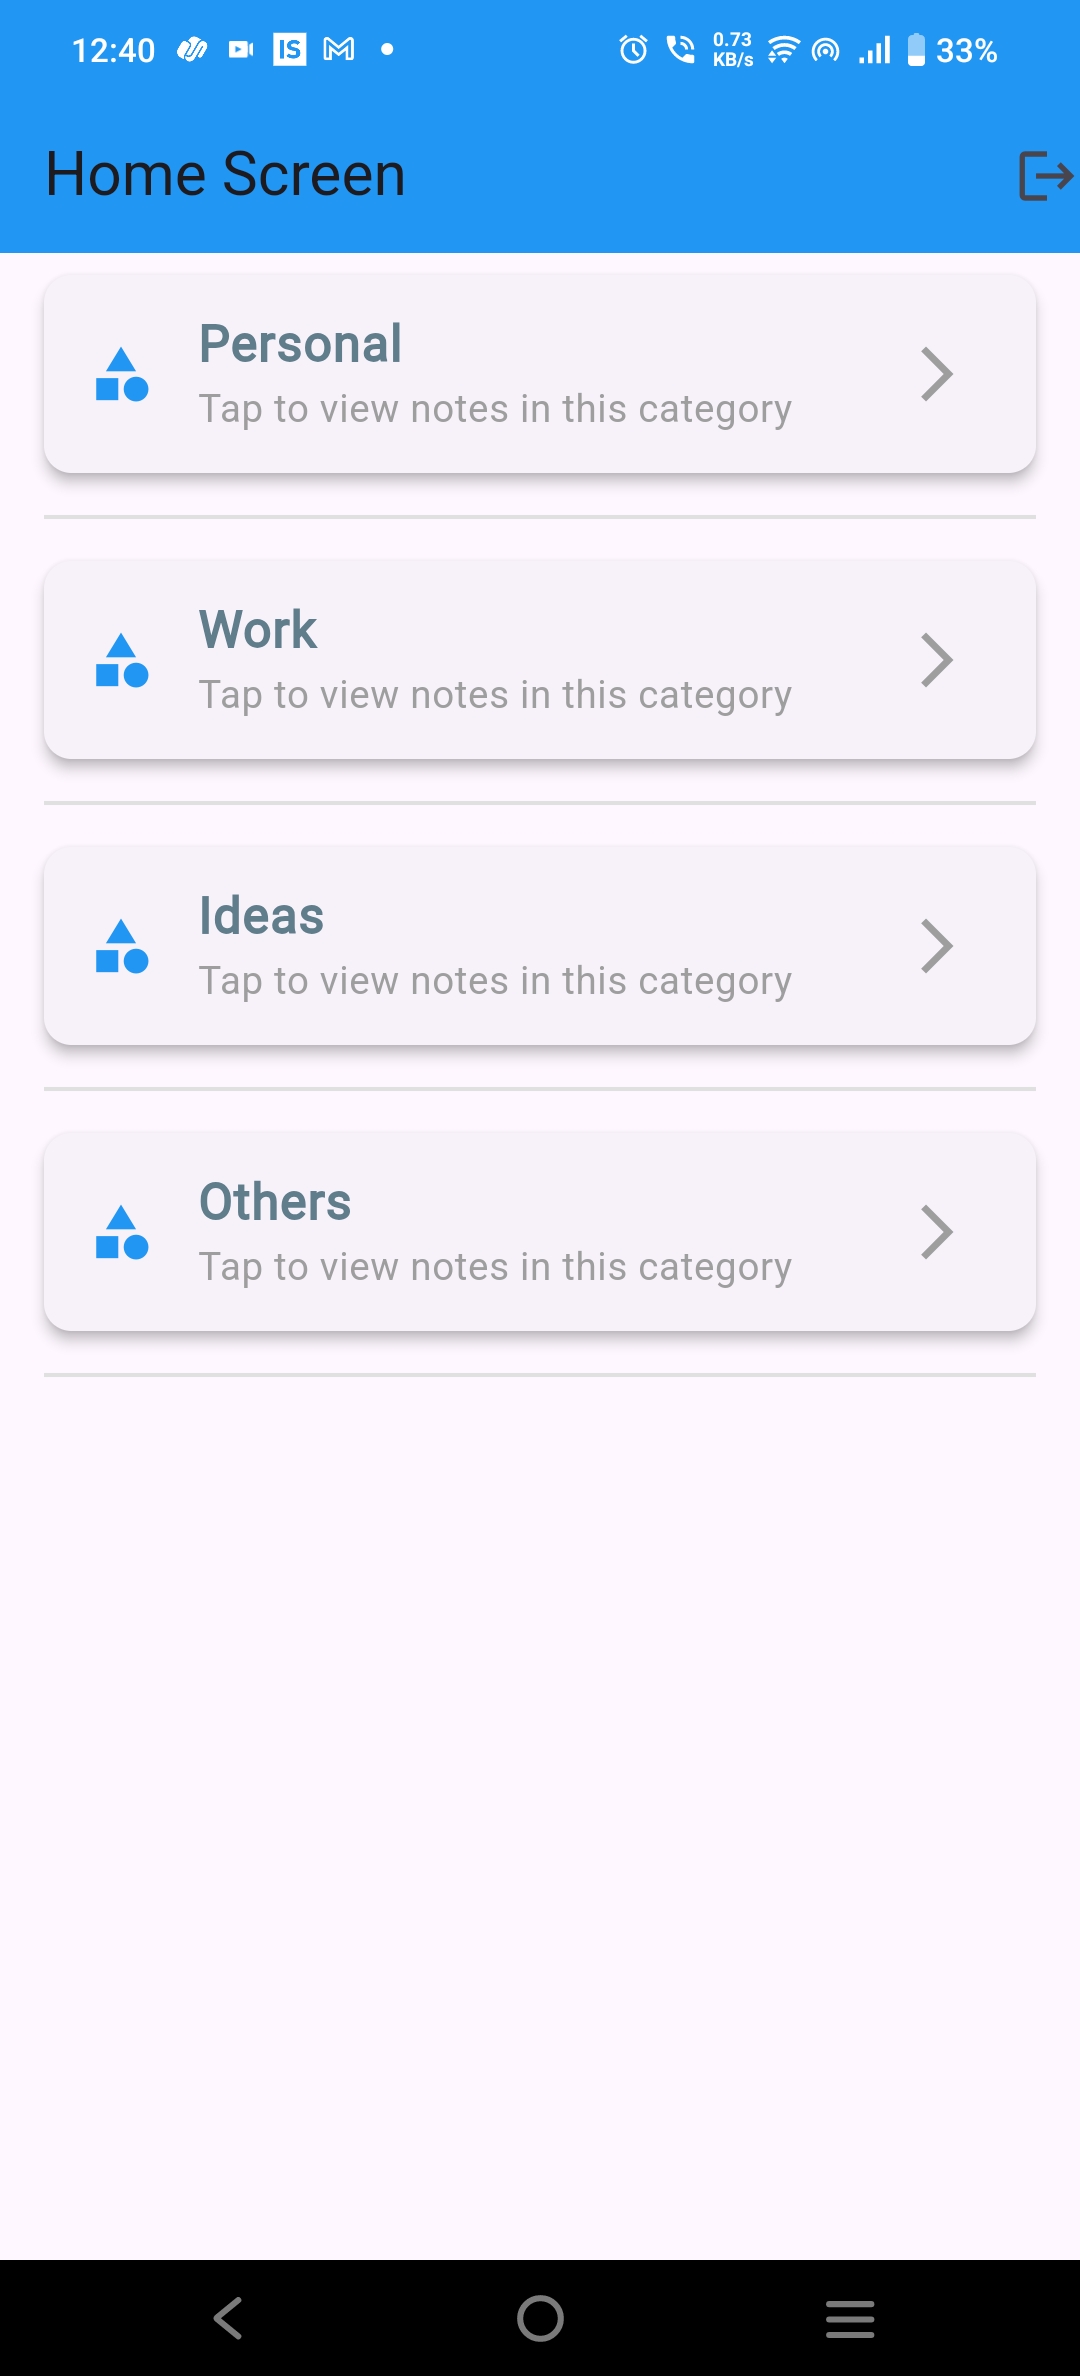 12:40 IS 0.73 KB/s 33%
Home Screen
Personal
Tap to view notes in this category
Work
Tap to view notes in this category
Ideas
Tap to view notes in this category
Others
Tap to view notes in this category